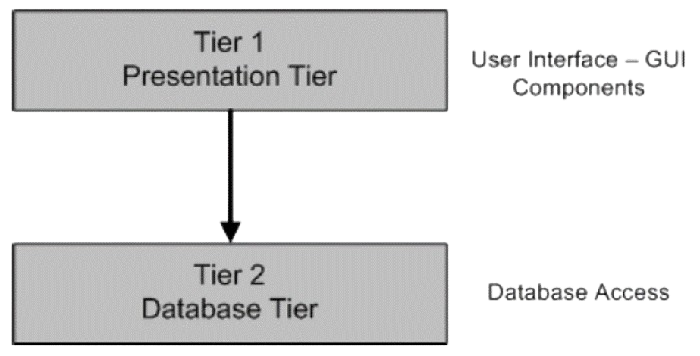 Tier 1
Presentation Tier
User Interface – GUI
Components
Tier 2
Database Tier
Database Access